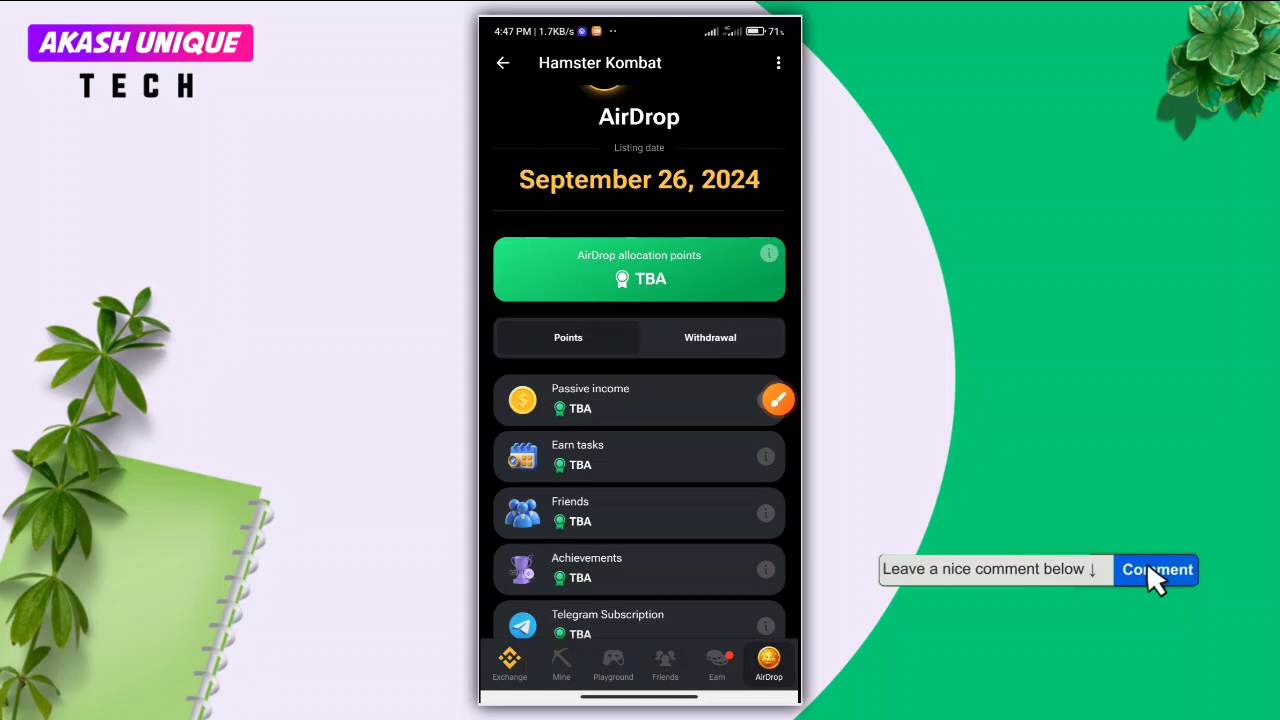 AKASH UNIQUE
TECH
4:47 PM | 1.7KB/s
71%
Hamster Kombat
AirDrop
Listing date
September 26, 2024
AirDrop allocation points
TBA
Points
Withdrawal
Passive income
TBA
Earn tasks
TBA
Friends
TBA
Achievements
TBA
Telegram Subscription
TBA
Exchange
Mine
Playground
Friends
Earn
AirDrop
Leave a nice comment below ↓
Comment